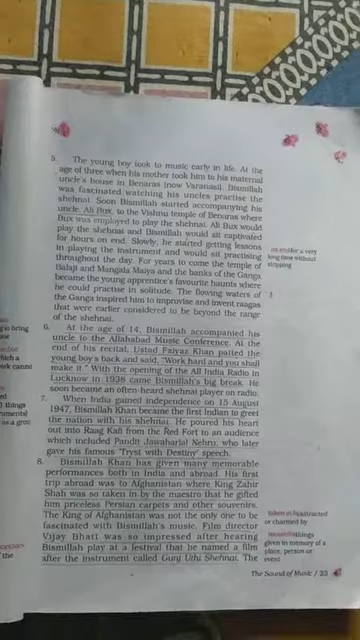 5. The young boy took to music early in life. At the
age of three when his mother took him to his maternal
uncle's house in Benaras (now Varanasi), Bismillah
was fascinated watching his uncles practise the
shehnai. Soon Bismillah started accompanying his
uncle, Ali Bux, to the Vishnu temple of Benaras where
Bux was employed to play the shehnai. Ali Bux would
play the shehnai and Bismillah would sit captivated
for hours on end. Slowly, he started getting lessons
in playing the instrument and would sit practising
throughout the day. For years to come the temple of
Balaji and Mangala Maiya and the banks of the Ganga
became the young apprentice's favourite haunts where
he could practise in solitude. The flowing waters of
the Ganga inspired him to improvise and invent raagas
that were earlier considered to be beyond the range
of the shehnai.
on end: for a very
long time without
stopping
6. At the age of 14, Bismillah accompanied his
uncle to the Allahabad Music Conference. At the
end of his recital, Ustad Faiyaz Khan patted the
young boy's back and said, "Work hard and you shall
make it." With the opening of the All India Radio in
Lucknow in 1938 came Bismillah's big break. He
soon became an often-heard shehnai player on radio.
7. When India gained independence on 15 August
1947, Bismillah Khan became the first Indian to greet
the nation with his shehnai. He poured his heart
out into Raag Kafi from the Red Fort to an audience
which included Pandit Jawaharlal Nehru, who later
gave his famous 'Tryst with Destiny' speech.
8. Bismillah Khan has given many memorable
performances both in India and abroad. His first
trip abroad was to Afghanistan where King Zahir
Shah was so taken in by the maestro that he gifted
him priceless Persian carpets and other souvenirs.
The King of Afghanistan was not the only one to be
fascinated with Bismillah's music. Film director
Vijay Bhatt was so impressed after hearing
Bismillah play at a festival that he named a film
after the instrument called Gunj Uthi Shehnai. The
taken in by: attracted
or charmed by
souvenirs: things
given in memory of a
place, person or
event
The Sound of Music / 23